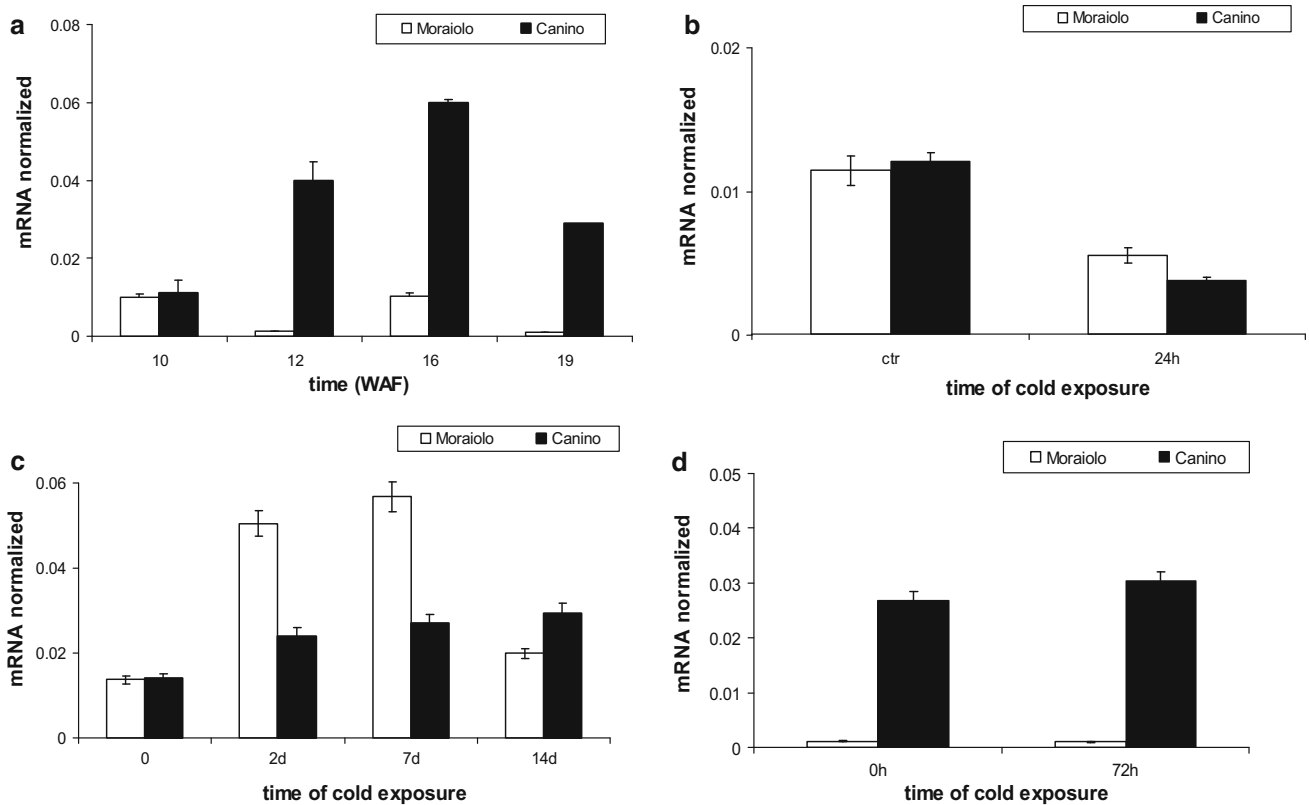 a
Moraiolo Canino
mRNA normalized
0.08
0.06
0.04
0.02
0
10 12 16 19
time (WAF)
b
Moraiolo Canino
mRNA normalized
0.02
0.01
0
ctr 24h
time of cold exposure
c
Moraiolo Canino
mRNA normalized
0.06
0.04
0.02
0
0 2d 7d 14d
time of cold exposure
d
Moraiolo Canino
mRNA normalized
0.05
0.04
0.03
0.02
0.01
0
0h 72h
time of cold exposure